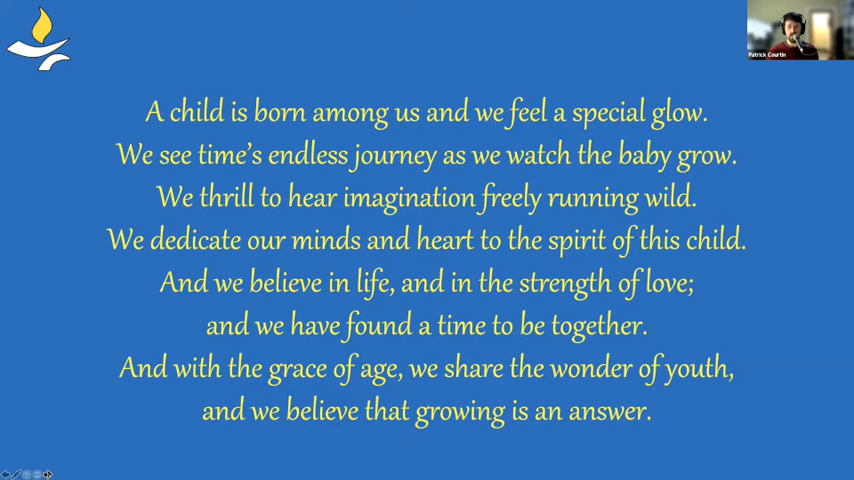 Patrick Courtin
A child is born among us and we feel a special glow.
We see time's endless journey as we watch the baby grow.
We thrill to hear imagination freely running wild.
We dedicate our minds and heart to the spirit of this child.
And we believe in life, and in the strength of love;
and we have found a time to be together.
And with the grace of age, we share the wonder of youth,
and we believe that growing is an answer.